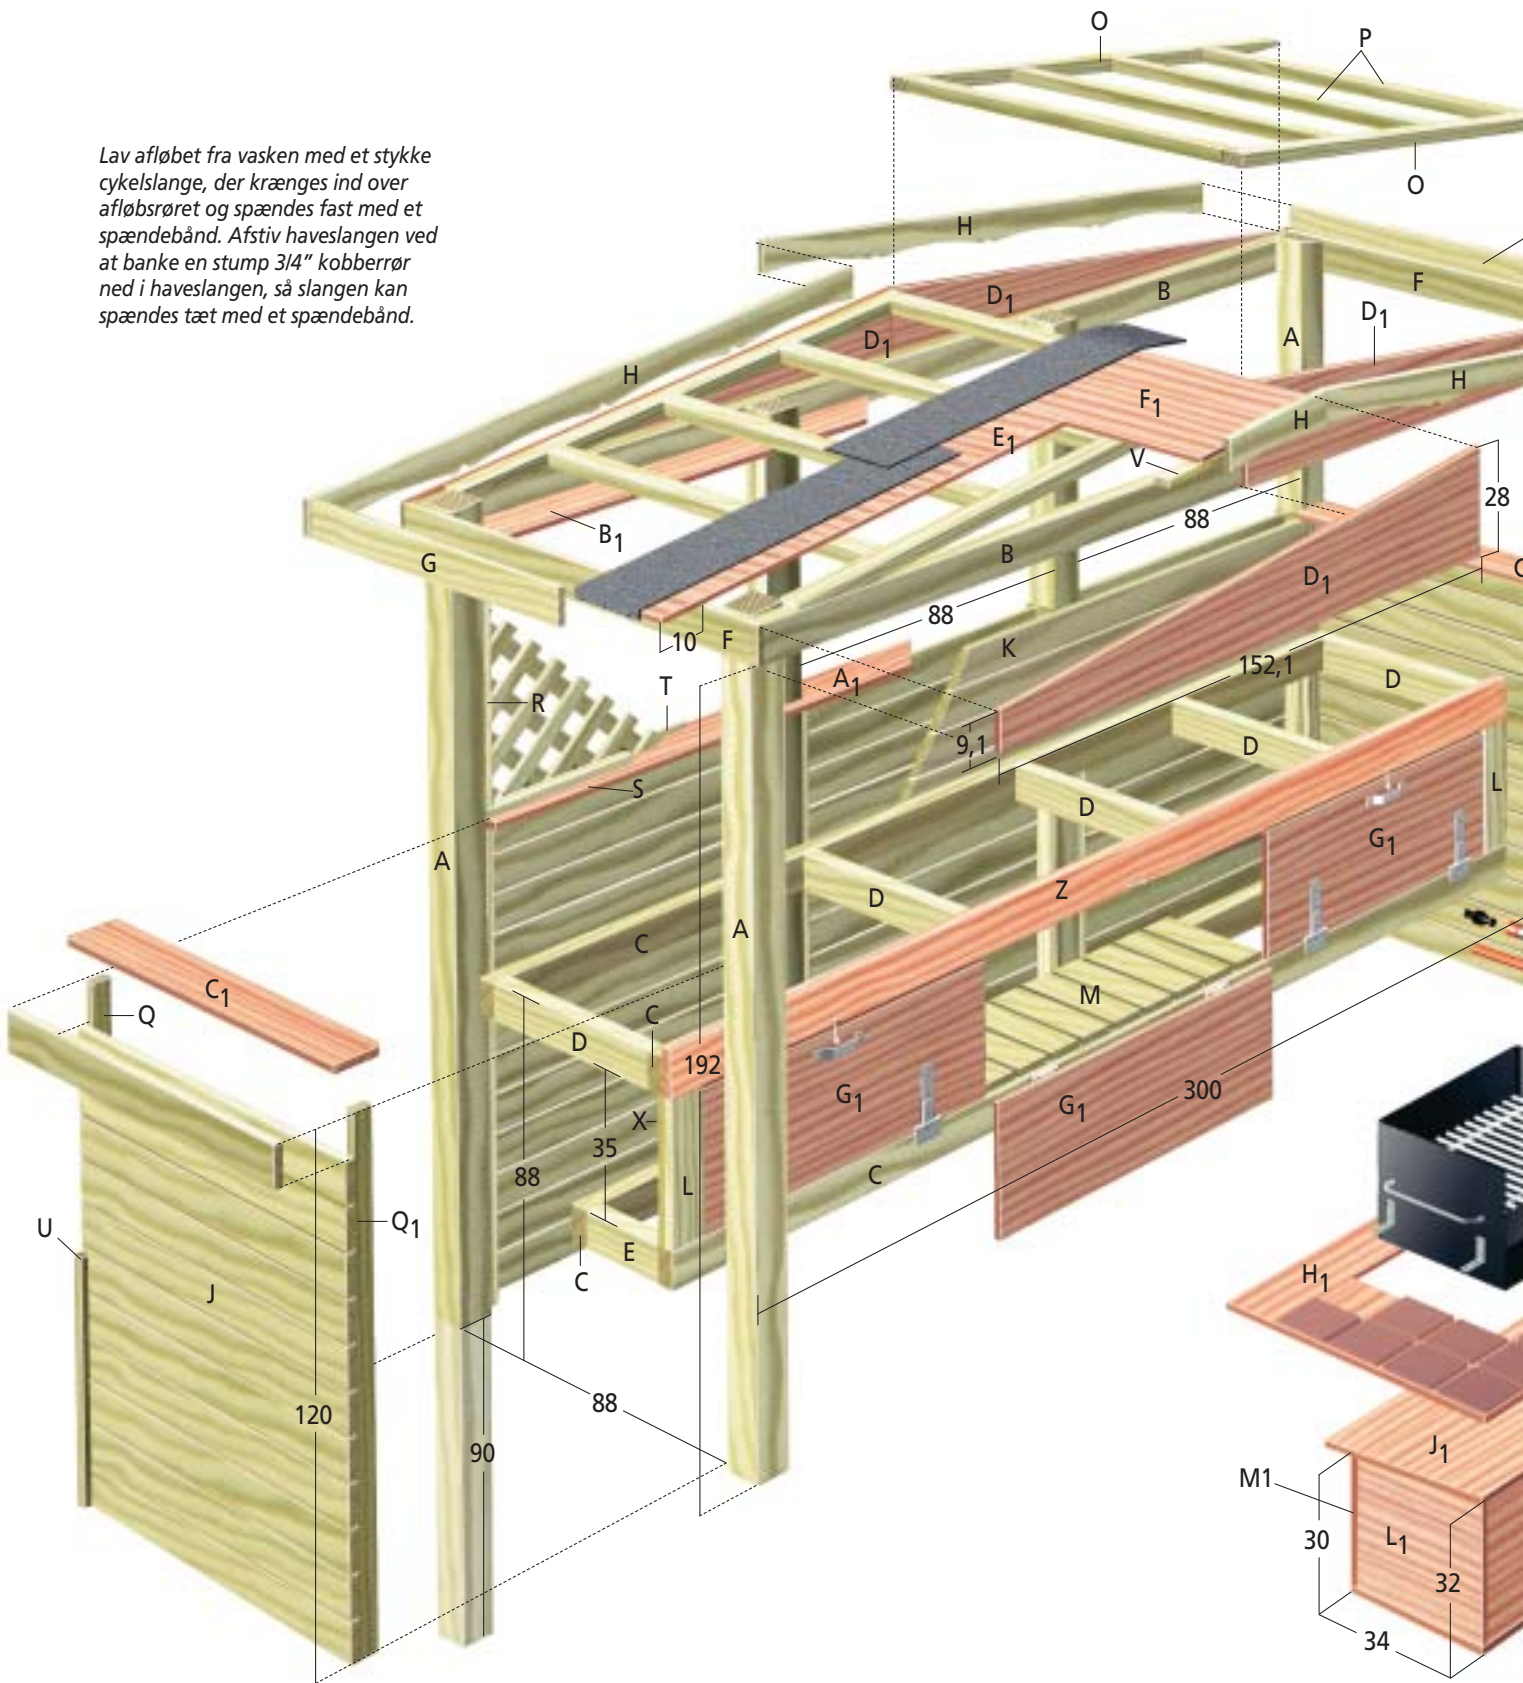 O
P
Lav afløbet fra vasken med et stykke
cykelslange, der krænges ind over
afløbsrøret og spændes fast med et
spændebånd. Afstiv haveslangen ved
at banke en stump 3/4” kobberrør
ned i haveslangen, så slangen kan
spændes tæt med et spændebånd.
O
H
F
D1
B
D1
A
D1
H
H
F1
H
E1
V
28
B1
88
G
B
D1
88
10
F
K
152,1
D
A1
T
R
9,1
D
S
D
L
G1
A
Z
D
A
C
C1
M
Q
C
D
192
G1
G1
300
X
35
88
C
L
Q1
U
E
C
H1
J
88
120
90
J1
M1
30
L1
32
34